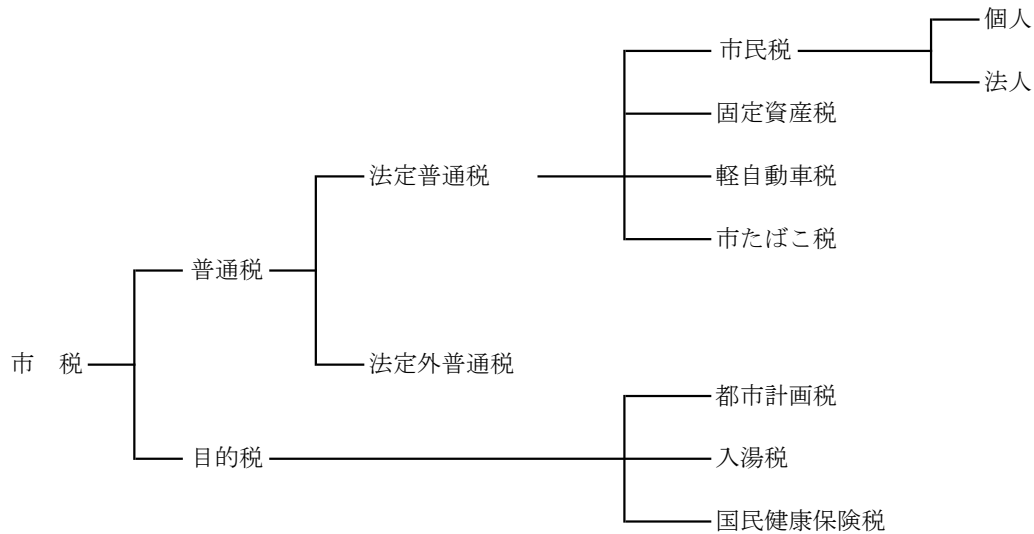 個人
市民税
法人
固定資産税
法定普通税
軽自動車税
市たばこ税
普通税
市　税
法定外普通税
都市計画税
目的税
入湯税
国民健康保険税